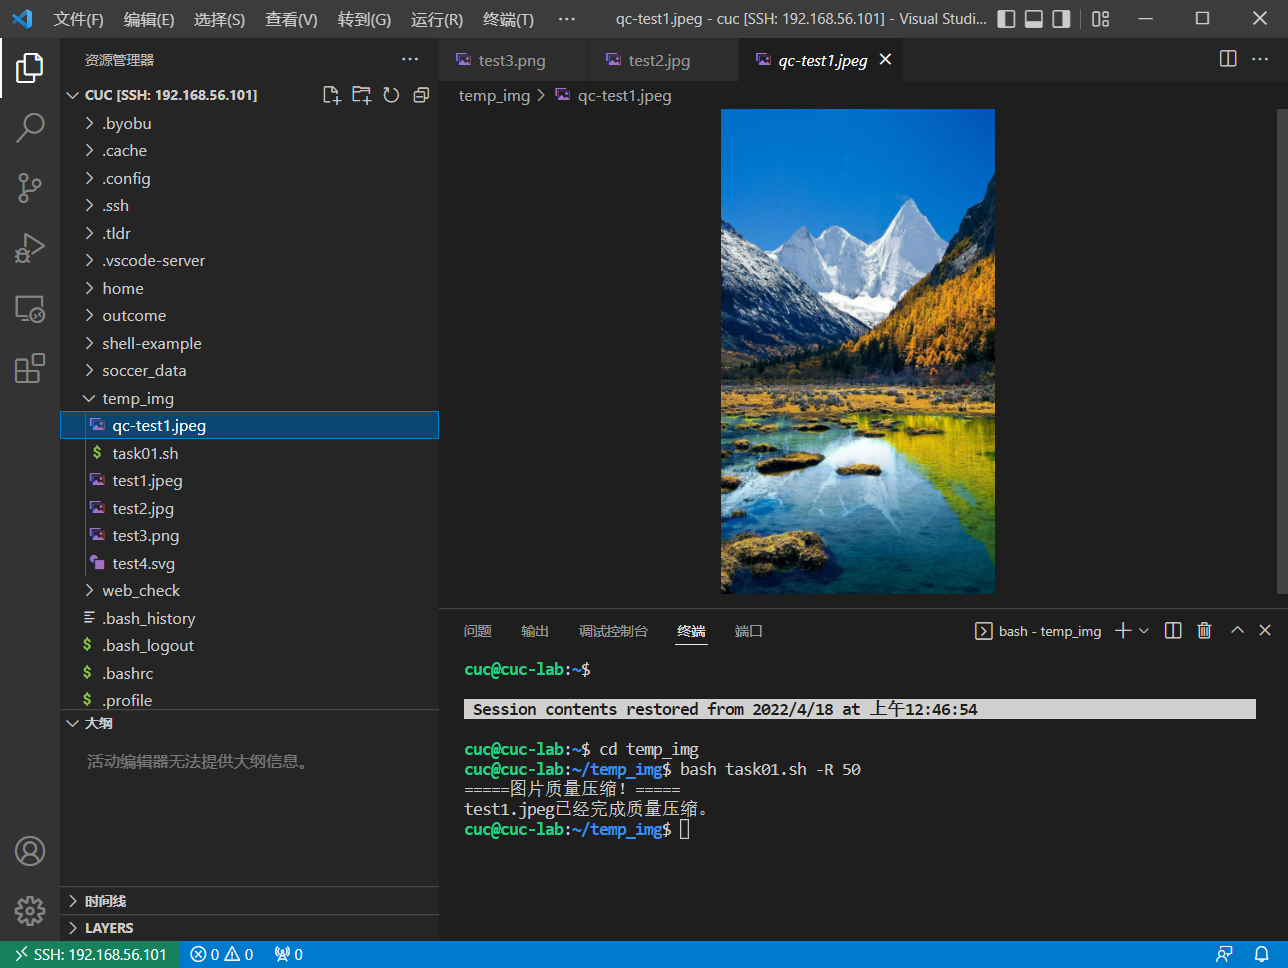 文件(F) 编辑(E) 选择(S) 查看(V) 转到(G) 运行(R) 终端(T) ··· qc-test1.jpeg - cuc [SSH: 192.168.56.101] - Visual Studi...
资源管理器 ···
CUC [SSH: 192.168.56.101]
.byobu
.cache
.config
.ssh
.tldr
.vscode-server
home
outcome
shell-example
soccer_data
temp_img
qc-test1.jpeg
$ task01.sh
test1.jpeg
test2.jpg
test3.png
test4.svg
web_check
.bash_history
$ .bash_logout
$ .bashrc
$ .profile
大纲
活动编辑器无法提供大纲信息。
时间线
LAYERS
test3.png test2.jpg qc-test1.jpeg
temp_img > qc-test1.jpeg
问题 输出 调试控制台 终端 端口 bash - temp_img
cuc@cuc-lab:~$
Session contents restored from 2022/4/18 at 上午12:46:54
cuc@cuc-lab:~$ cd temp_img
cuc@cuc-lab:~/temp_img$ bash task01.sh -R 50
=====图片质量压缩！=====
test1.jpeg已经完成质量压缩。
cuc@cuc-lab:~/temp_img$
SSH: 192.168.56.101 0 0 0